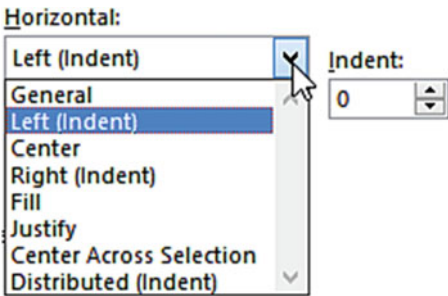 Horizontal:
Left (Indent)
Indent:
0
General
Left (Indent)
Center
Right (Indent)
Fill
Justify
Center Across Selection
Distributed (Indent)